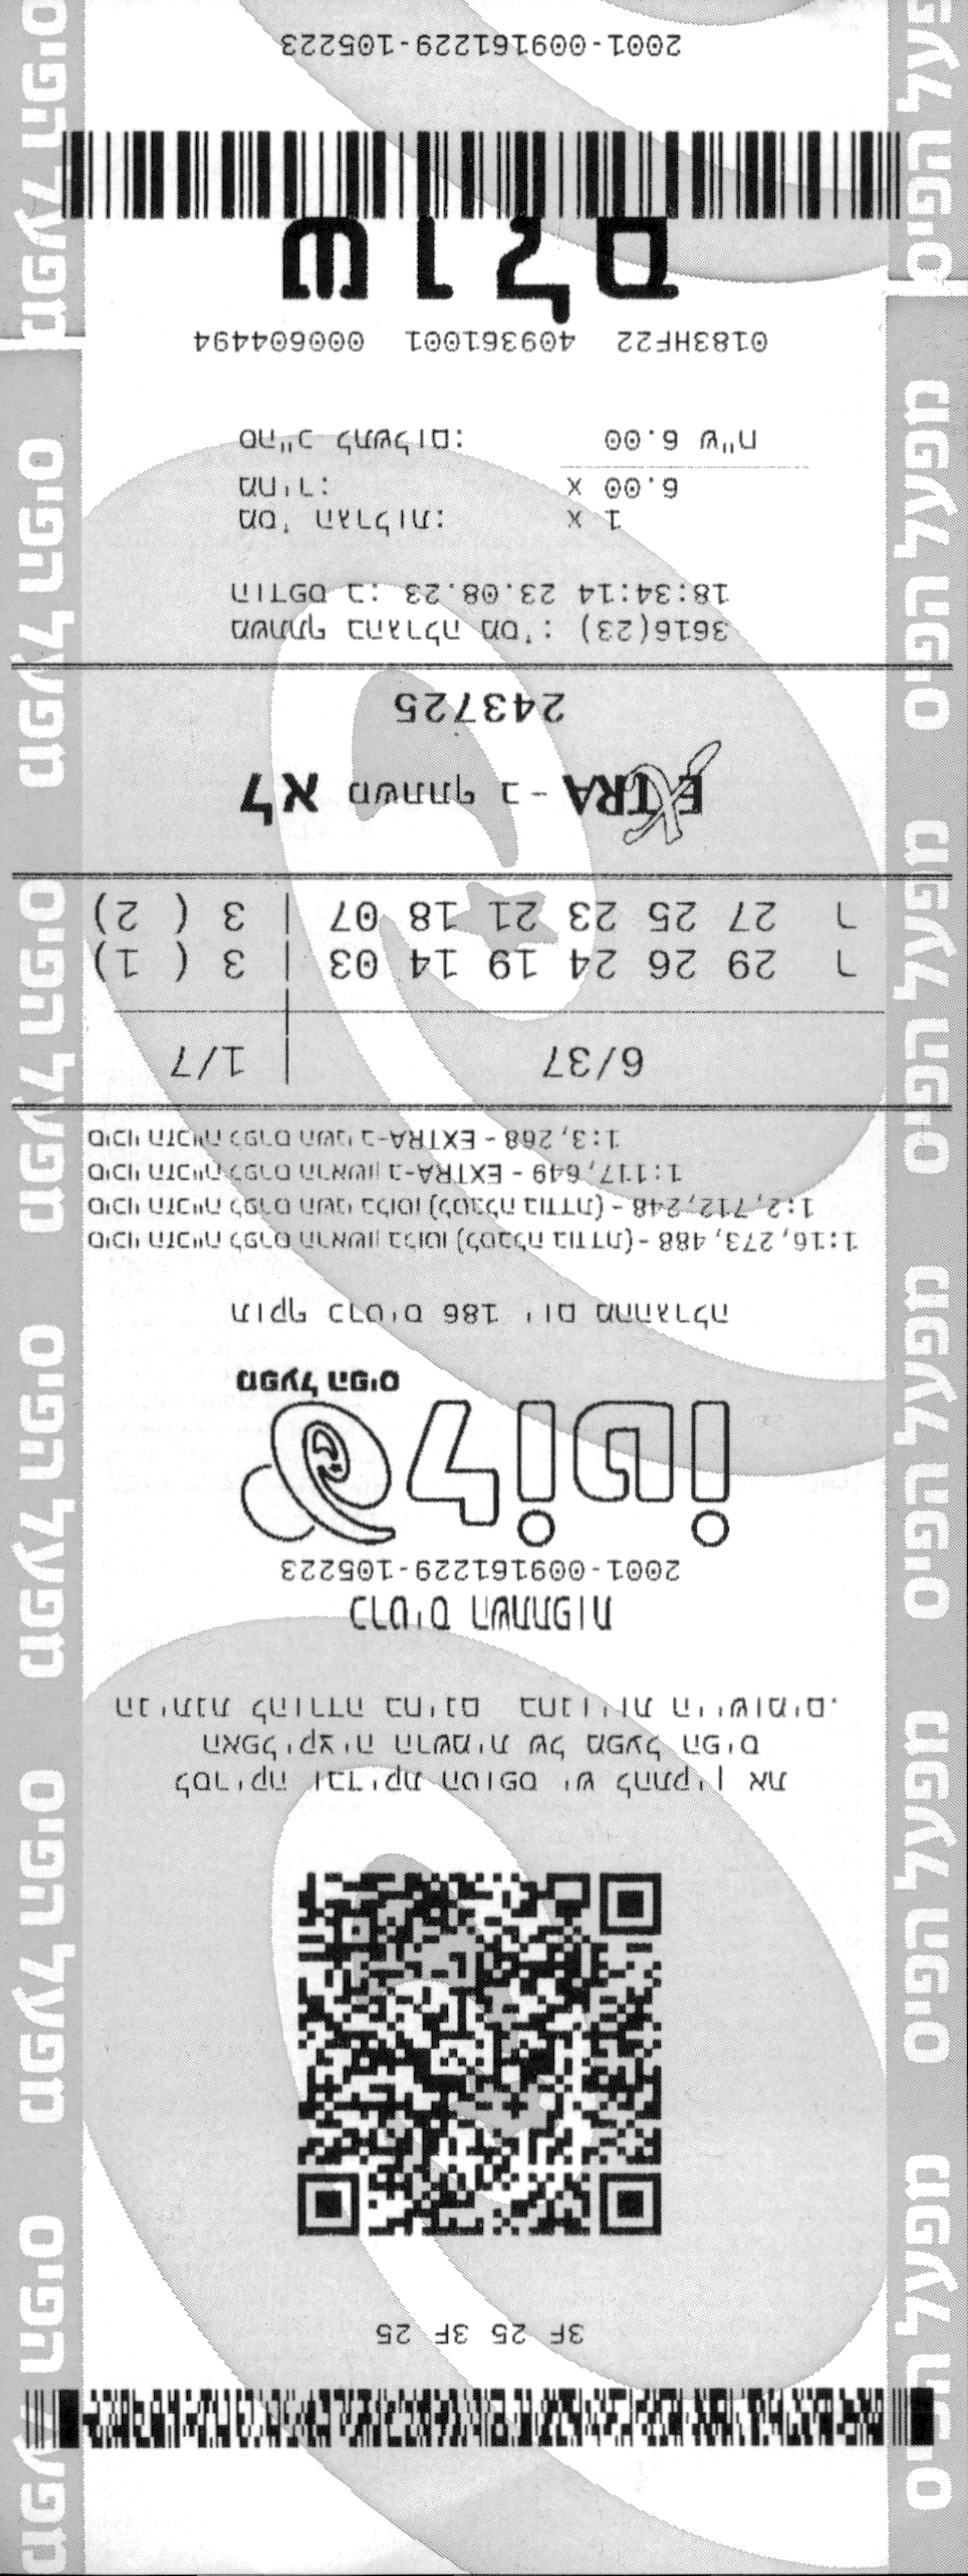 3F 25 3F 25
לסריקה ובדיקת הטופס יש להתקין את
האפליקציה הרשמית של מפעל הפיס
הניתנת להורדה בחינם בחנויות היישומים.
כרטיס השתתפות
2001-009161229-105223
לוטו
מפעל הפיס
תוקף כרטיס 186 יום מההגרלה
סיכוי הזכייה לפרס הראשון בלוטו (לטבלה בודדת)- 1:16,273,488
סיכוי הזכייה לפרס השני בלוטו (לטבלה בודדת)- 1:2,712,248
סיכוי הזכייה לפרס הראשון ב-EXTRA - 1:117,649
סיכוי הזכייה לפרס השני ב-EXTRA - 1:3,268
6/37 | 1/7
ר 29 26 24 19 14 03 | 3 ( 1)
ר 27 25 23 21 18 07 | 3 ( 2)
לא משתתף ב- EXTRA
243725
משתתף בהגרלה מס': 3616(23)
הודפס ב: 23.08.23 18:34:14
מס' הגרלות: x 1
מחיר: x 6.00
סה"כ לתשלום: 6.00 ש"ח
0183HF22 409361001 000604494
שולם
2001-009161229-105223
מפעל הפיס מפעל הפיס מפעל הפיס מפעל הפיס מפעל הפיס מפעל הפיס
מפעל הפיס מפעל הפיס מפעל הפיס מפעל הפיס מפעל הפיס מפעל הפיס